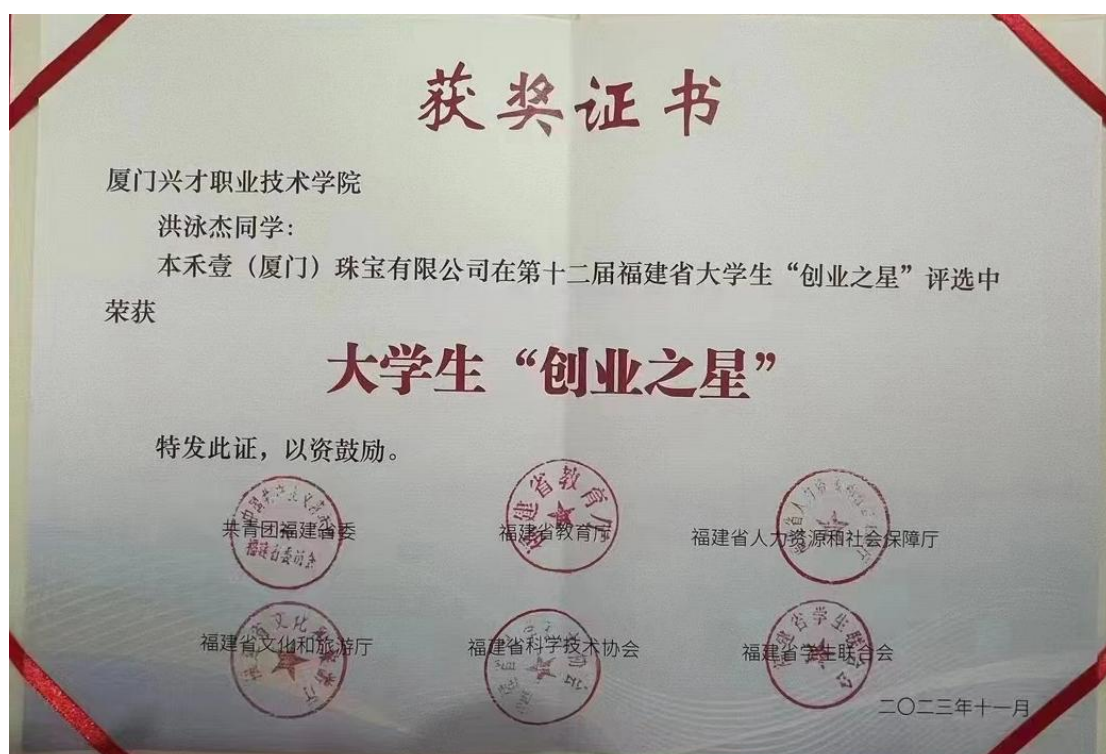 获奖证书
厦门兴才职业技术学院
洪泳杰同学：
本禾壹（厦门）珠宝有限公司在第十二届福建省大学生“创业之星”评选中
荣获
大学生“创业之星”
特发此证，以资鼓励。
共青团福建省委 福建省教育厅 福建省人力资源和社会保障厅
福建省文化和旅游厅 福建省科学技术协会 福建省学生联合会
二〇二三年十一月